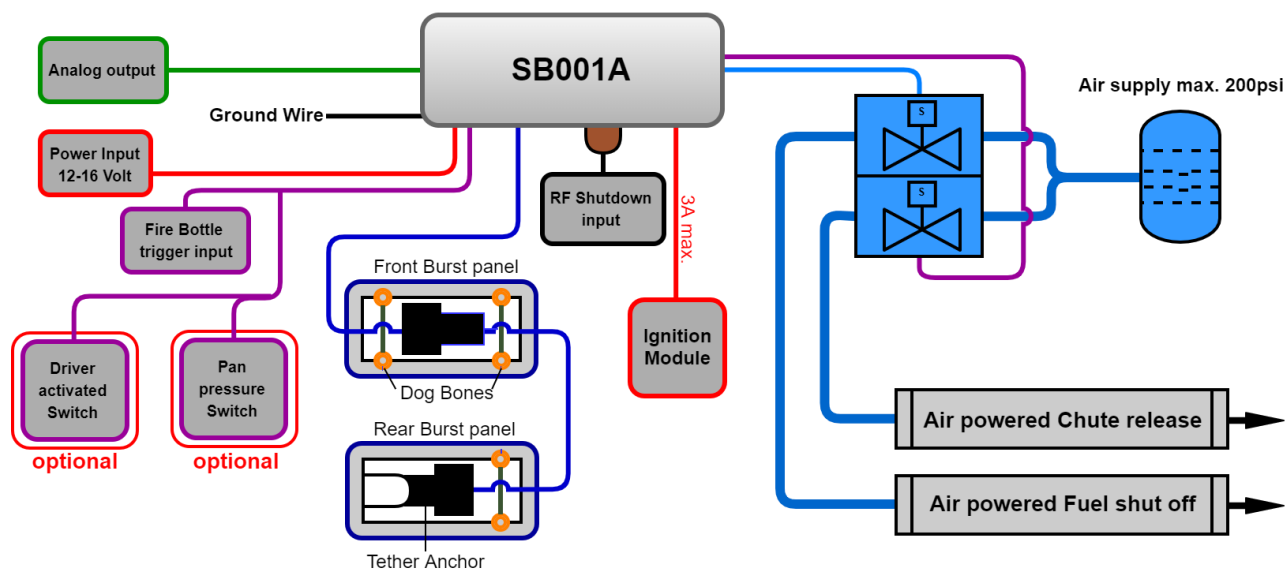 SB001A
Analog output
Ground Wire
Power Input
12-16 Volt
Fire Bottle
trigger input
RF Shutdown
input
3A max.
S
S
Air supply max. 200psi
Front Burst panel
Dog Bones
Ignition
Module
Driver
activated
Switch
optional
Pan
pressure
Switch
optional
Rear Burst panel
Tether Anchor
Air powered Chute release
Air powered Fuel shut off